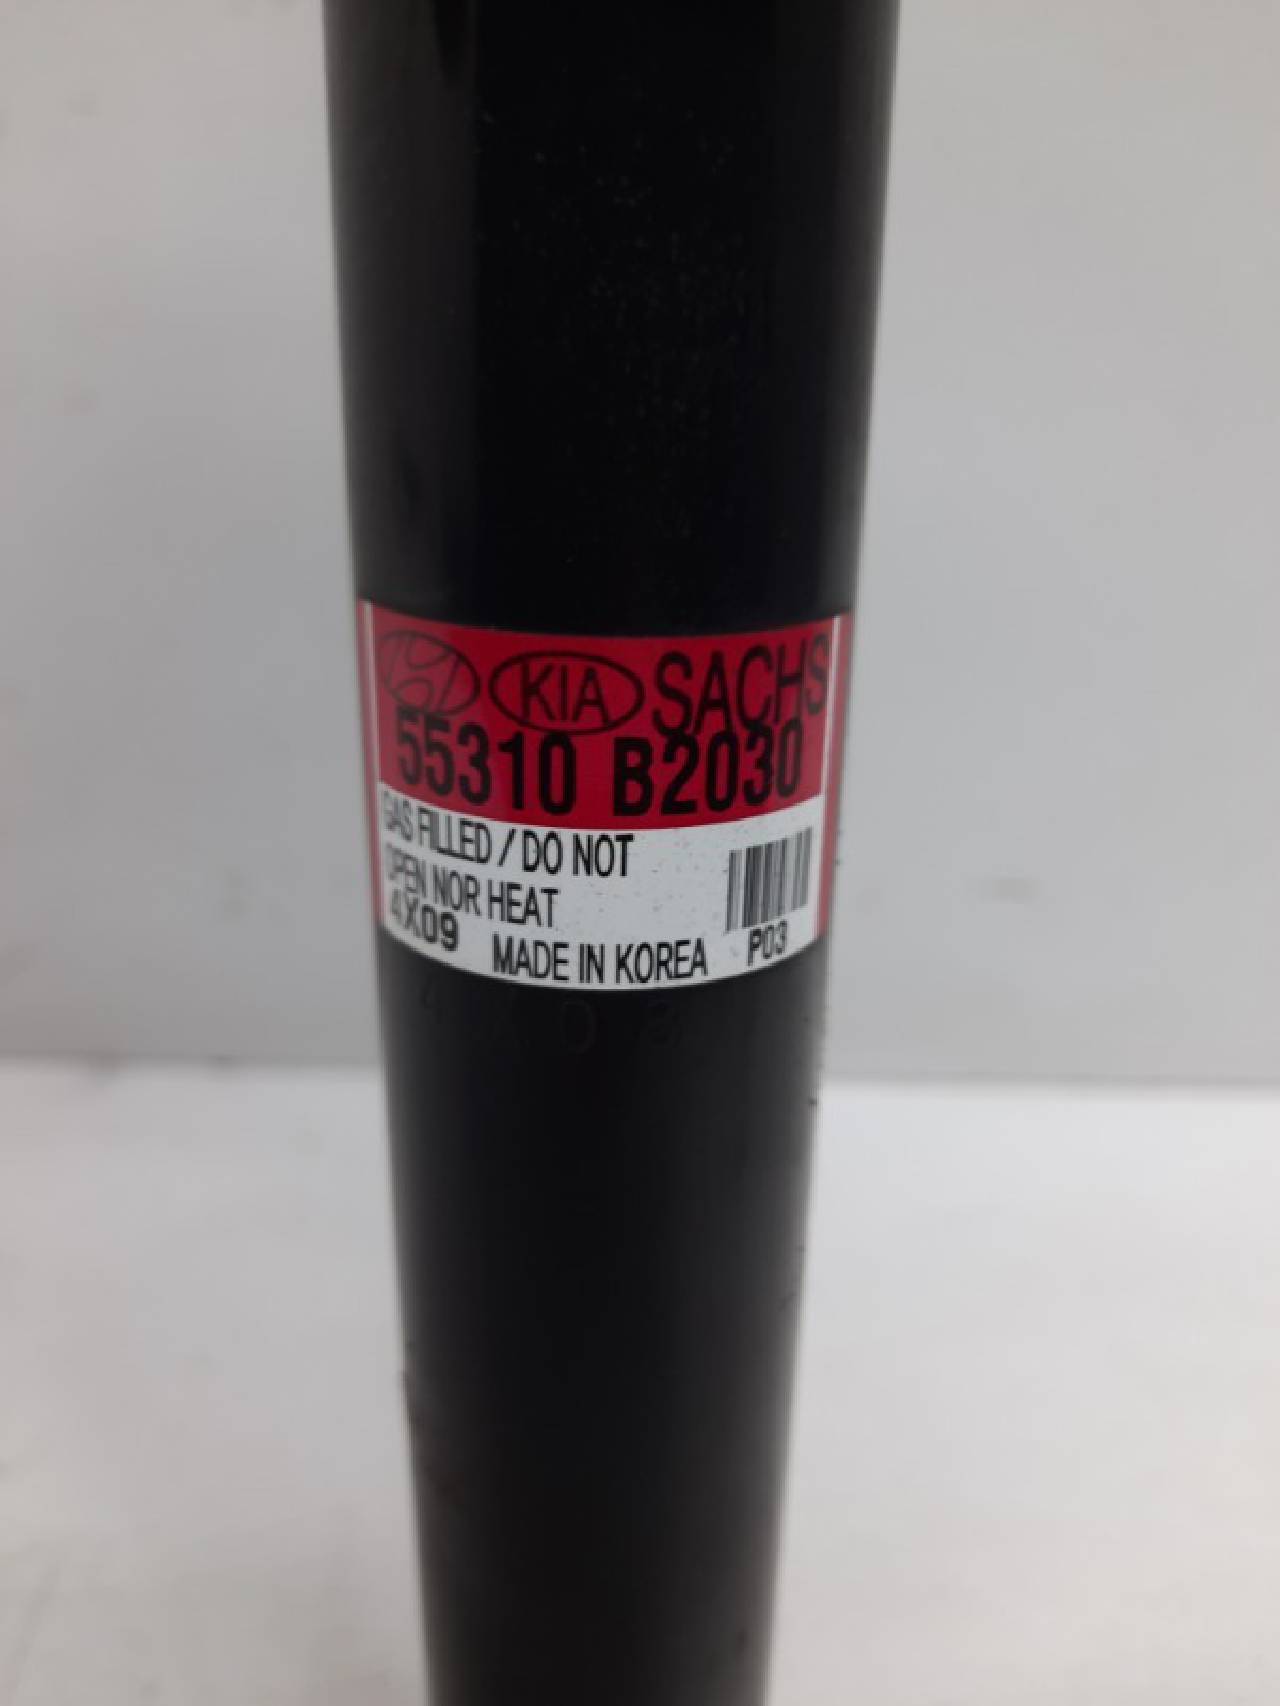 KIA SACHS
55310 B2030
GAS FILLED / DO NOT
OPEN NOR HEAT
4X09
MADE IN KOREA P03